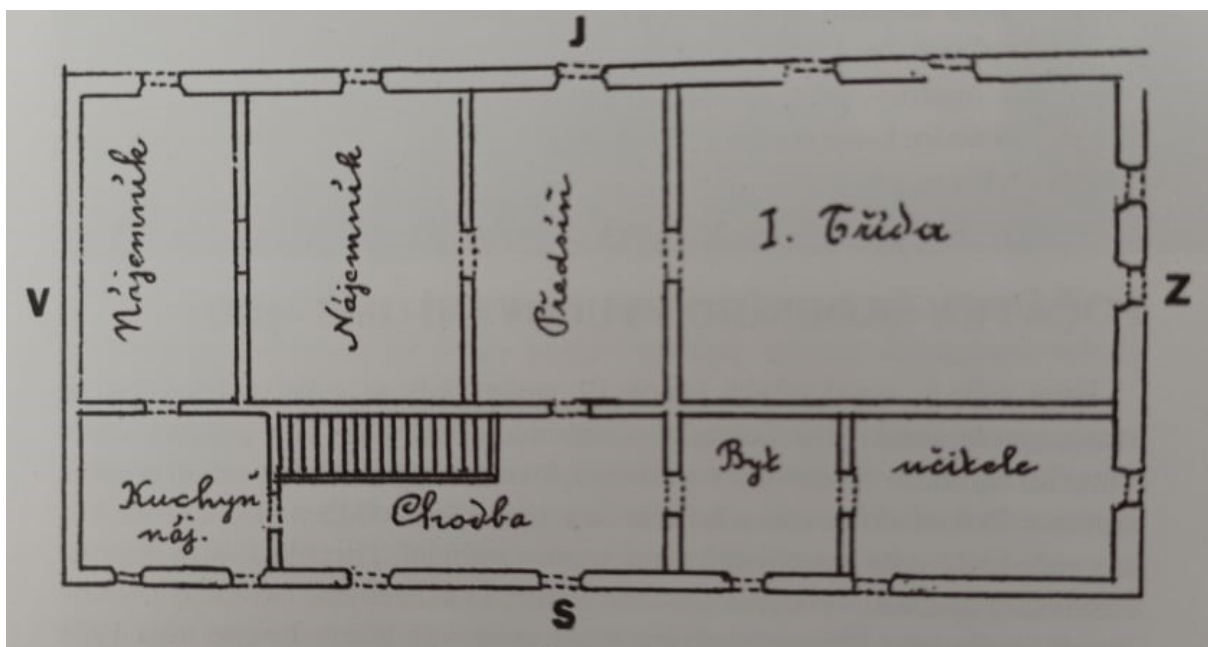 J
Nájemník
Nájemník
Předsíň
I. Třída
V
Z
Kuchyň
náj.
Chodba
Byt
učitele
S